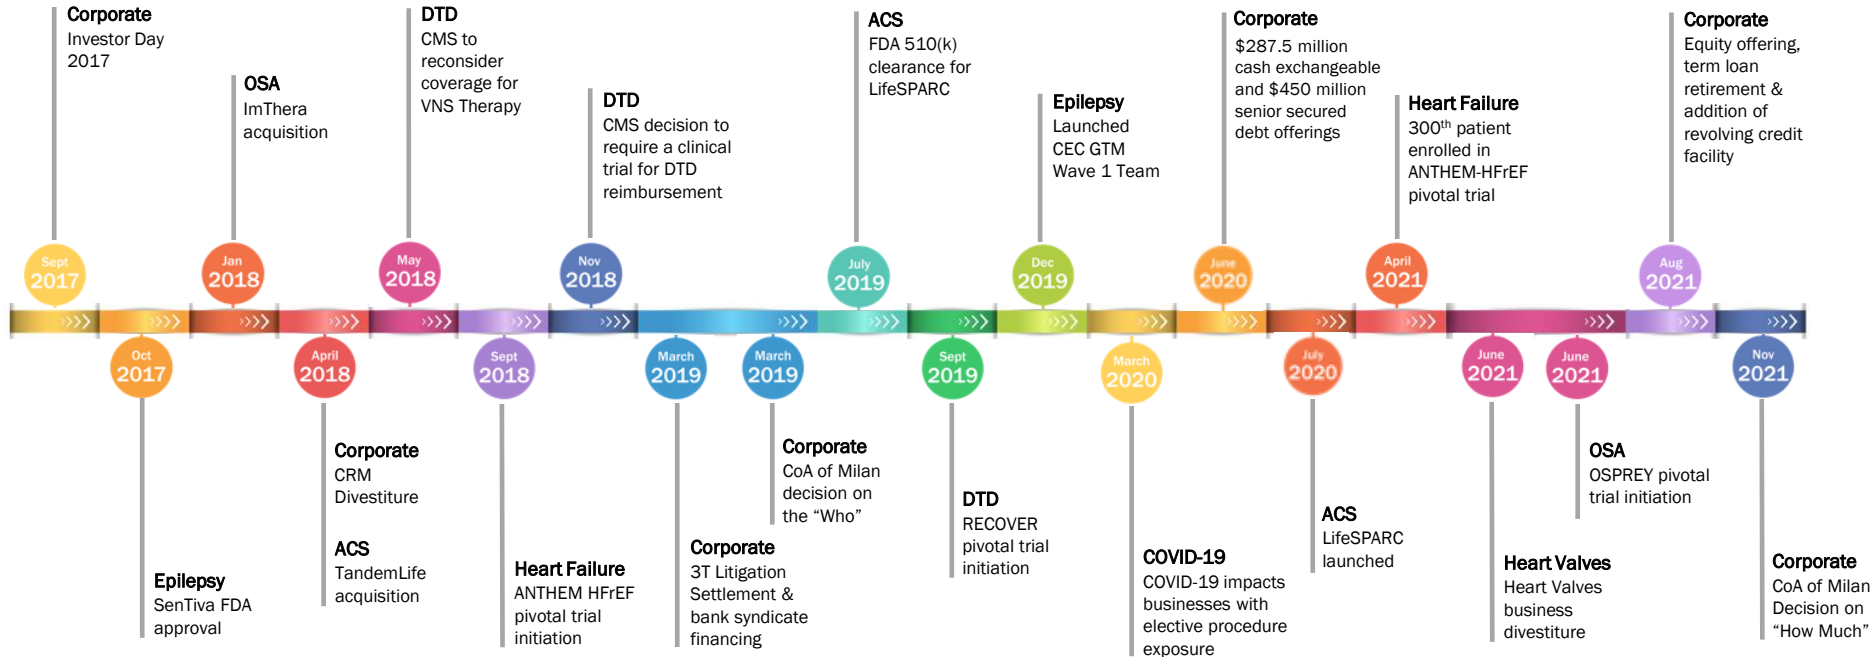 Corporate
Investor Day
2017
OSA
ImThera
acquisition
DTD
CMS to
reconsider
coverage for
VNS Therapy
DTD
CMS decision to
require a clinical
trial for DTD
reimbursement
ACS
FDA 510(k)
clearance for
LifeSPARC
Epilepsy
Launched
CEC GTM
Wave 1 Team
Corporate
$287.5 million
cash exchangeable
and $450 million
senior secured
debt offerings
Heart Failure
300th patient
enrolled in
ANTHEM-HFrEF
pivotal trial
Corporate
Equity offering,
term loan
retirement &
addition of
revolving credit
facility
Sept
2017
Jan
2018
May
2018
Nov
2018
July
2019
Dec
2019
June
2020
April
2021
Aug
2021
Oct
2017
April
2018
Sept
2018
March
2019
March
2019
Sept
2019
March
2020
July
2020
June
2021
June
2021
Nov
2021
Epilepsy
SenTiva FDA
approval
Corporate
CRM
Divestiture
ACS
TandemLife
acquisition
Heart Failure
ANTHEM HFrEF
pivotal trial
initiation
Corporate
3T Litigation
Settlement &
bank syndicate
financing
Corporate
CoA of Milan
decision on
the “Who”
DTD
RECOVER
pivotal trial
initiation
COVID-19
COVID-19 impacts
businesses with
elective procedure
exposure
ACS
LifeSPARC
launched
Heart Valves
Heart Valves
business
divestiture
OSA
OSPREY pivotal
trial initiation
Corporate
CoA of Milan
Decision on
“How Much”